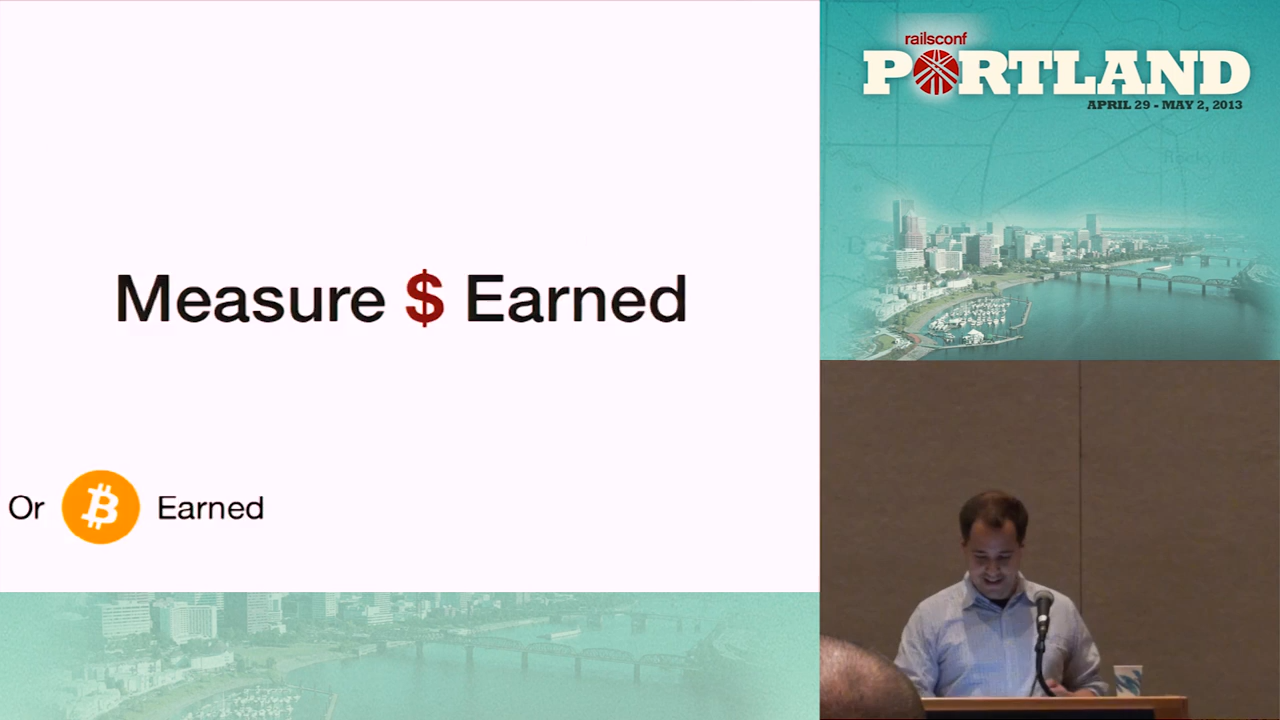 Measure $ Earned
Or ₿ Earned
railsconf
PORTLAND
APRIL 29 - MAY 2, 2013